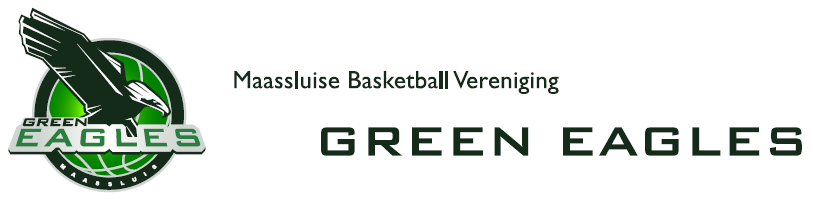 GREEN
EAGLES
MAASSLUIS
Maassluise Basketball Vereniging
GREEN EAGLES